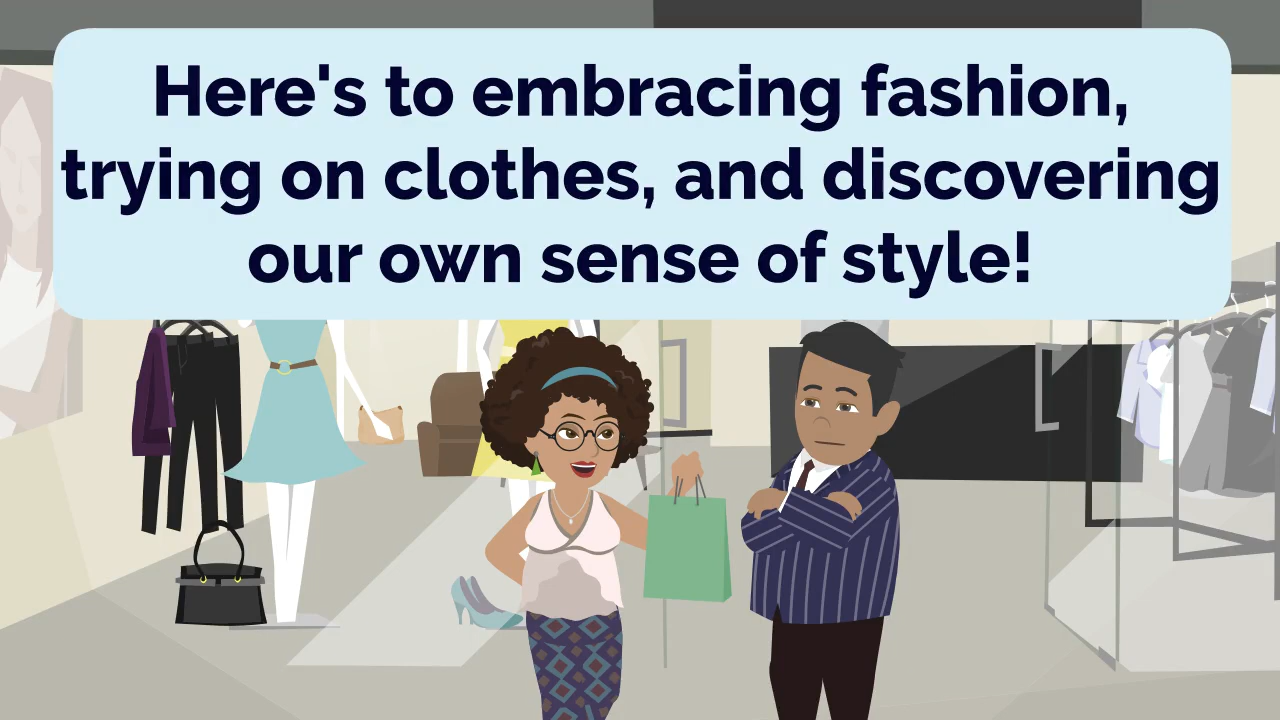 Here's to embracing fashion,
trying on clothes, and discovering
our own sense of style!